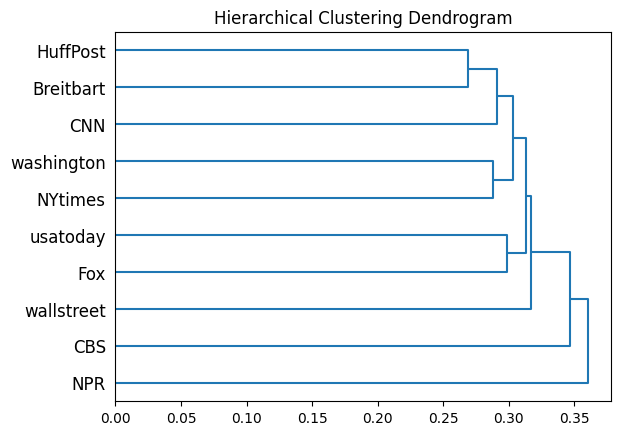 Hierarchical Clustering Dendrogram
HuffPost
Breitbart
CNN
washington
NYtimes
usatoday
Fox
wallstreet
CBS
NPR
0.00 0.05 0.10 0.15 0.20 0.25 0.30 0.35